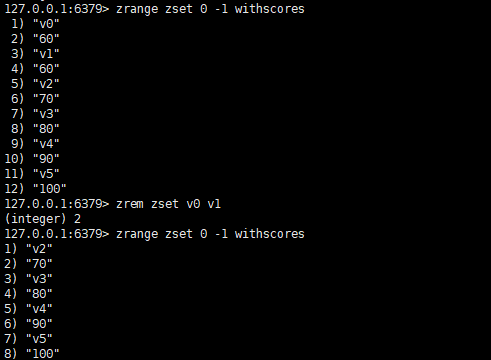 127.0.0.1:6379> zrange zset 0 -1 withscores
 1) "v0"
 2) "60"
 3) "v1"
 4) "60"
 5) "v2"
 6) "70"
 7) "v3"
 8) "80"
 9) "v4"
10) "90"
11) "v5"
12) "100"
127.0.0.1:6379> zrem zset v0 v1
(integer) 2
127.0.0.1:6379> zrange zset 0 -1 withscores
1) "v2"
2) "70"
3) "v3"
4) "80"
5) "v4"
6) "90"
7) "v5"
8) "100"